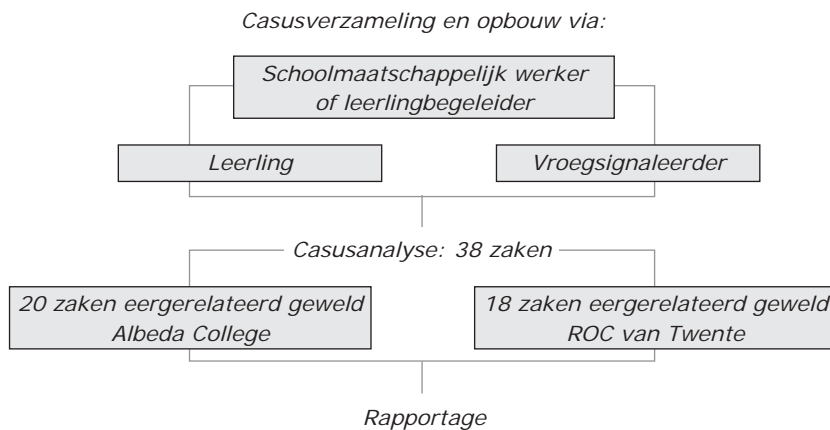 Casusverzameling en opbouw via:
Schoolmaatschappelijk werker
of leerlingbegeleider
Leerling
Vroegsignaleerder
Casusanalyse: 38 zaken
20 zaken eergerelateerd geweld
Albeda College
18 zaken eergerelateerd geweld
ROC van Twente
Rapportage